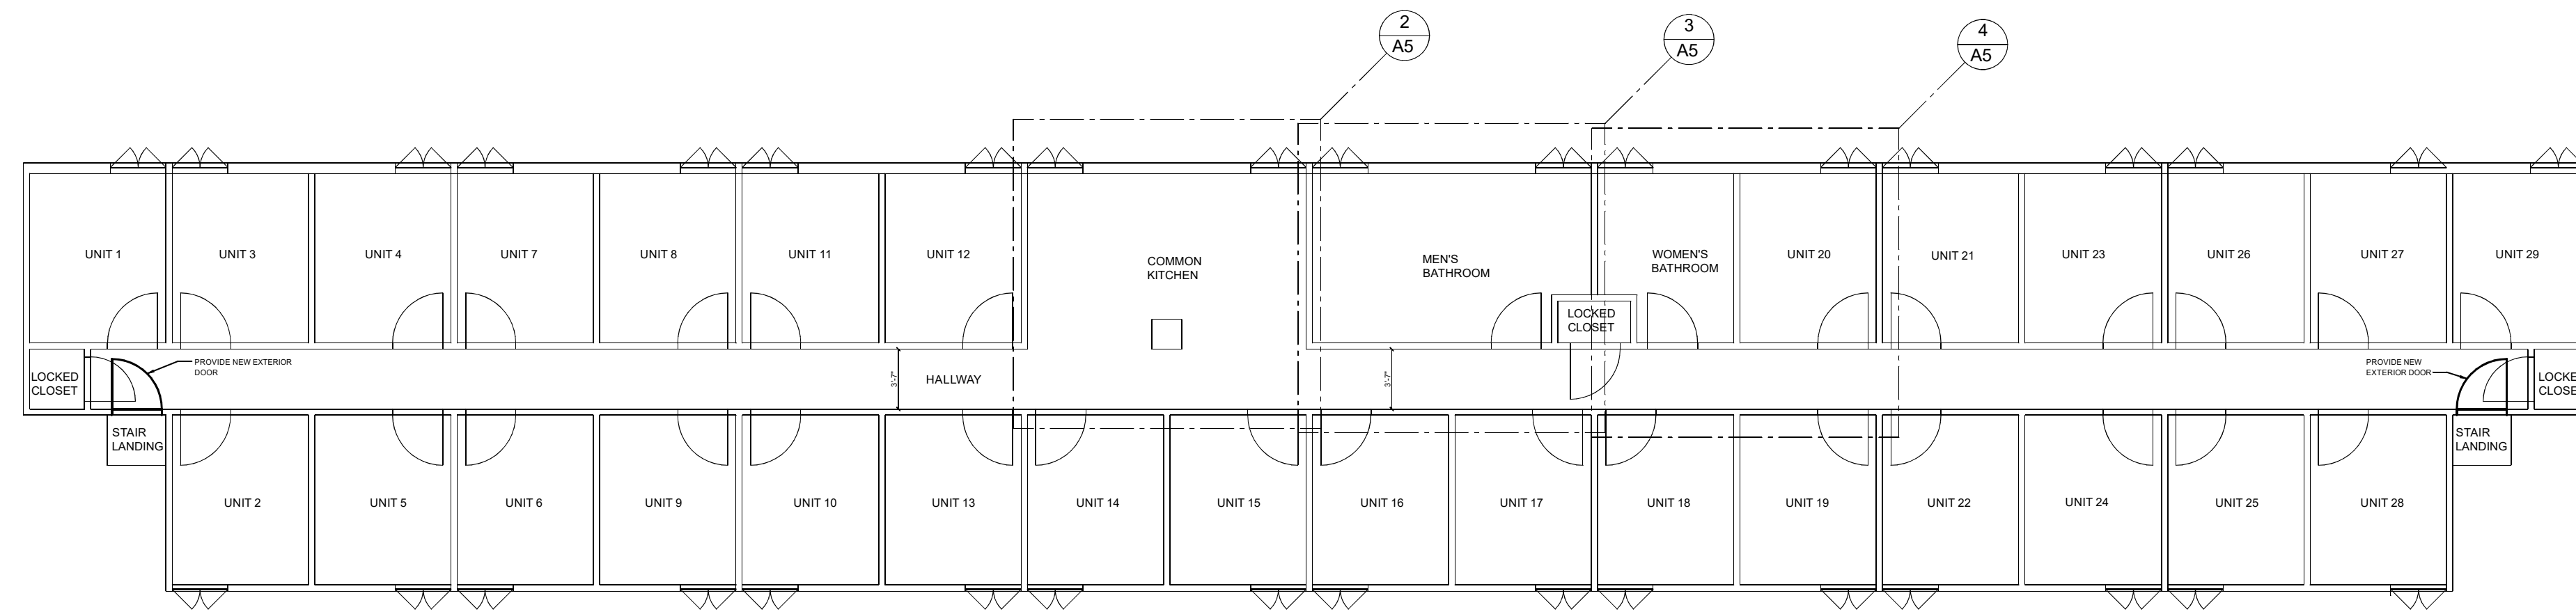 2
A5
3
A5
4
A5
UNIT 1
UNIT 3
UNIT 4
UNIT 7
UNIT 8
UNIT 11
UNIT 12
COMMON
KITCHEN
MEN'S
BATHROOM
WOMEN'S
BATHROOM
UNIT 20
UNIT 21
UNIT 23
UNIT 26
UNIT 27
UNIT 29
LOCKED
CLOSET
LOCKED
CLOSET
PROVIDE NEW EXTERIOR
DOOR
3'-7"
HALLWAY
3'-7"
PROVIDE NEW
EXTERIOR DOOR
LOCKE
CLOSE
STAIR
LANDING
STAIR
LANDING
UNIT 2
UNIT 5
UNIT 6
UNIT 9
UNIT 10
UNIT 13
UNIT 14
UNIT 15
UNIT 16
UNIT 17
UNIT 18
UNIT 19
UNIT 22
UNIT 24
UNIT 25
UNIT 28